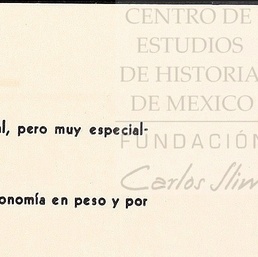 CENTRO DE
ESTUDIOS
DE HISTORIA
DE MEXICO
FUNDACIÓN
Carlos Slim
l, pero muy especial-
onomía en peso y por